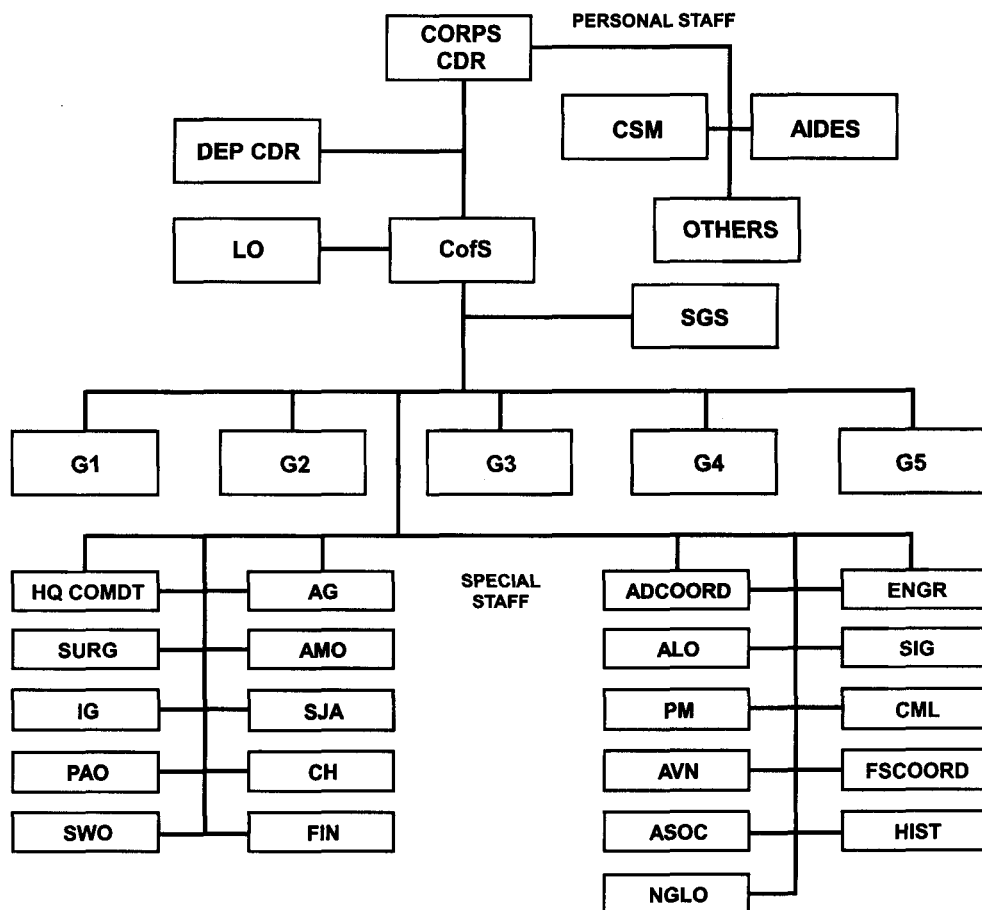 PERSONAL STAFF
CORPS
CDR
CSM
AIDES
DEP CDR
OTHERS
LO
CofS
SGS
G1
G2
G3
G4
G5
HQ COMDT
AG
SPECIAL
STAFF
ADCOORD
ENGR
SURG
AMO
ALO
SIG
IG
SJA
PM
CML
PAO
CH
AVN
FSCOORD
SWO
FIN
ASOC
HIST
NGLO